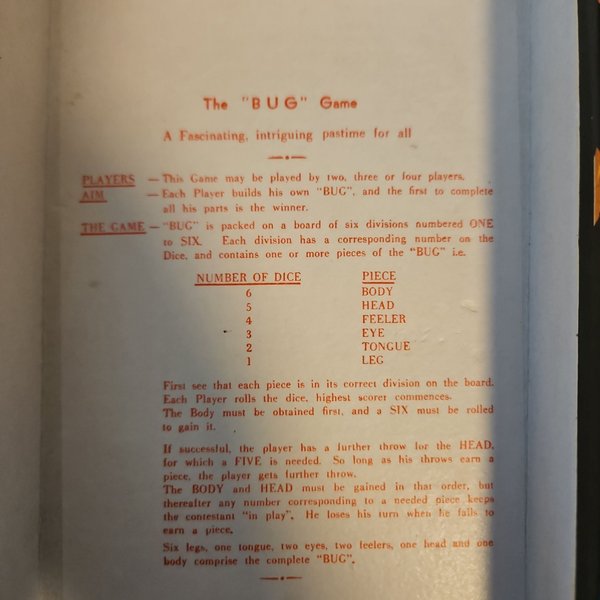 The "BUG" Game
A Fascinating, intriguing pastime for all
PLAYERS — This Game may be played by two, three or four players.
AIM — Each Player builds his own "BUG", and the first to complete
all his parts is the winner.
THE GAME — "BUG" is packed on a board of six divisions numbered ONE
to SIX. Each division has a corresponding number on the
Dice, and contains one or more pieces of the "BUG" i.e.
NUMBER OF DICE PIECE
6 BODY
5 HEAD
4 FEELER
3 EYE
2 TONGUE
1 LEG
First see that each piece is in its correct division on the board.
Each Player rolls the dice, highest scorer commences.
The Body must be obtained first, and a SIX must be rolled
to gain it.
If successful, the player has a further throw for the HEAD,
for which a FIVE is needed. So long as his throws earn a
piece, the player gets further throw.
The BODY and HEAD must be gained in that order, but
thereafter any number corresponding to a needed piece keeps
the contestant "in play". He loses his turn when he fails to
earn a piece.
Six legs, one tongue, two eyes, two feelers, one head and one
body comprise the complete "BUG".